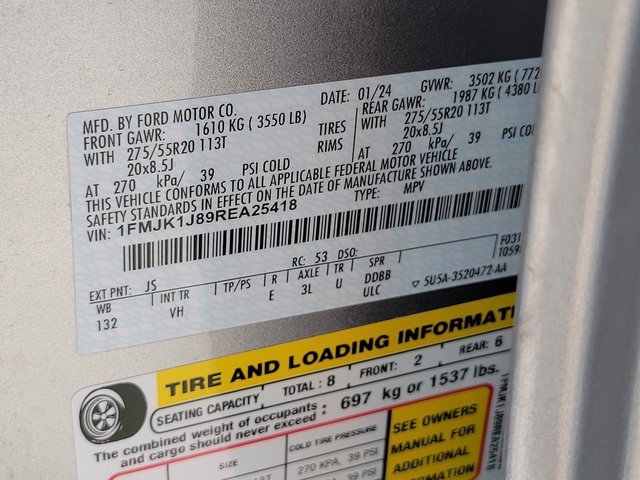 MFD. BY FORD MOTOR CO.
DATE: 01/24 GVWR: 3502 KG ( 772
FRONT GAWR: 1610 KG ( 3550 LB)
REAR GAWR: 1987 KG ( 4380 L
WITH 275/55R20 113T TIRES WITH 275/55R20 113T
20x8.5J RIMS 20x8.5J
AT 270 kPa/ 39 PSI COLD AT 270 kPa/ 39 PSI COL
THIS VEHICLE CONFORMS TO ALL APPLICABLE FEDERAL MOTOR VEHICLE
SAFETY STANDARDS IN EFFECT ON THE DATE OF MANUFACTURE SHOWN ABOVE.
VIN: 1FMJK1J89REA25418 TYPE: MPV
F031
T059
EXT PNT: JS RC: 53 DSO:
WB INT TR TP/PS R AXLE TR SPR
132 VH E 3L U DDBB
ULC
5U5A-3520472-AA
TIRE AND LOADING INFORMATI
SEATING CAPACITY TOTAL: 8 FRONT: 2 REAR: 6
The combined weight of occupants
and cargo should never exceed : 697 kg or 1537 lbs.
SIZE COLD TIRE PRESSURE
270 KPA, 39 PSI
SEE OWNERS
MANUAL FOR
ADDITIONAL
INFORMATION
1FMJK1J89REA25418